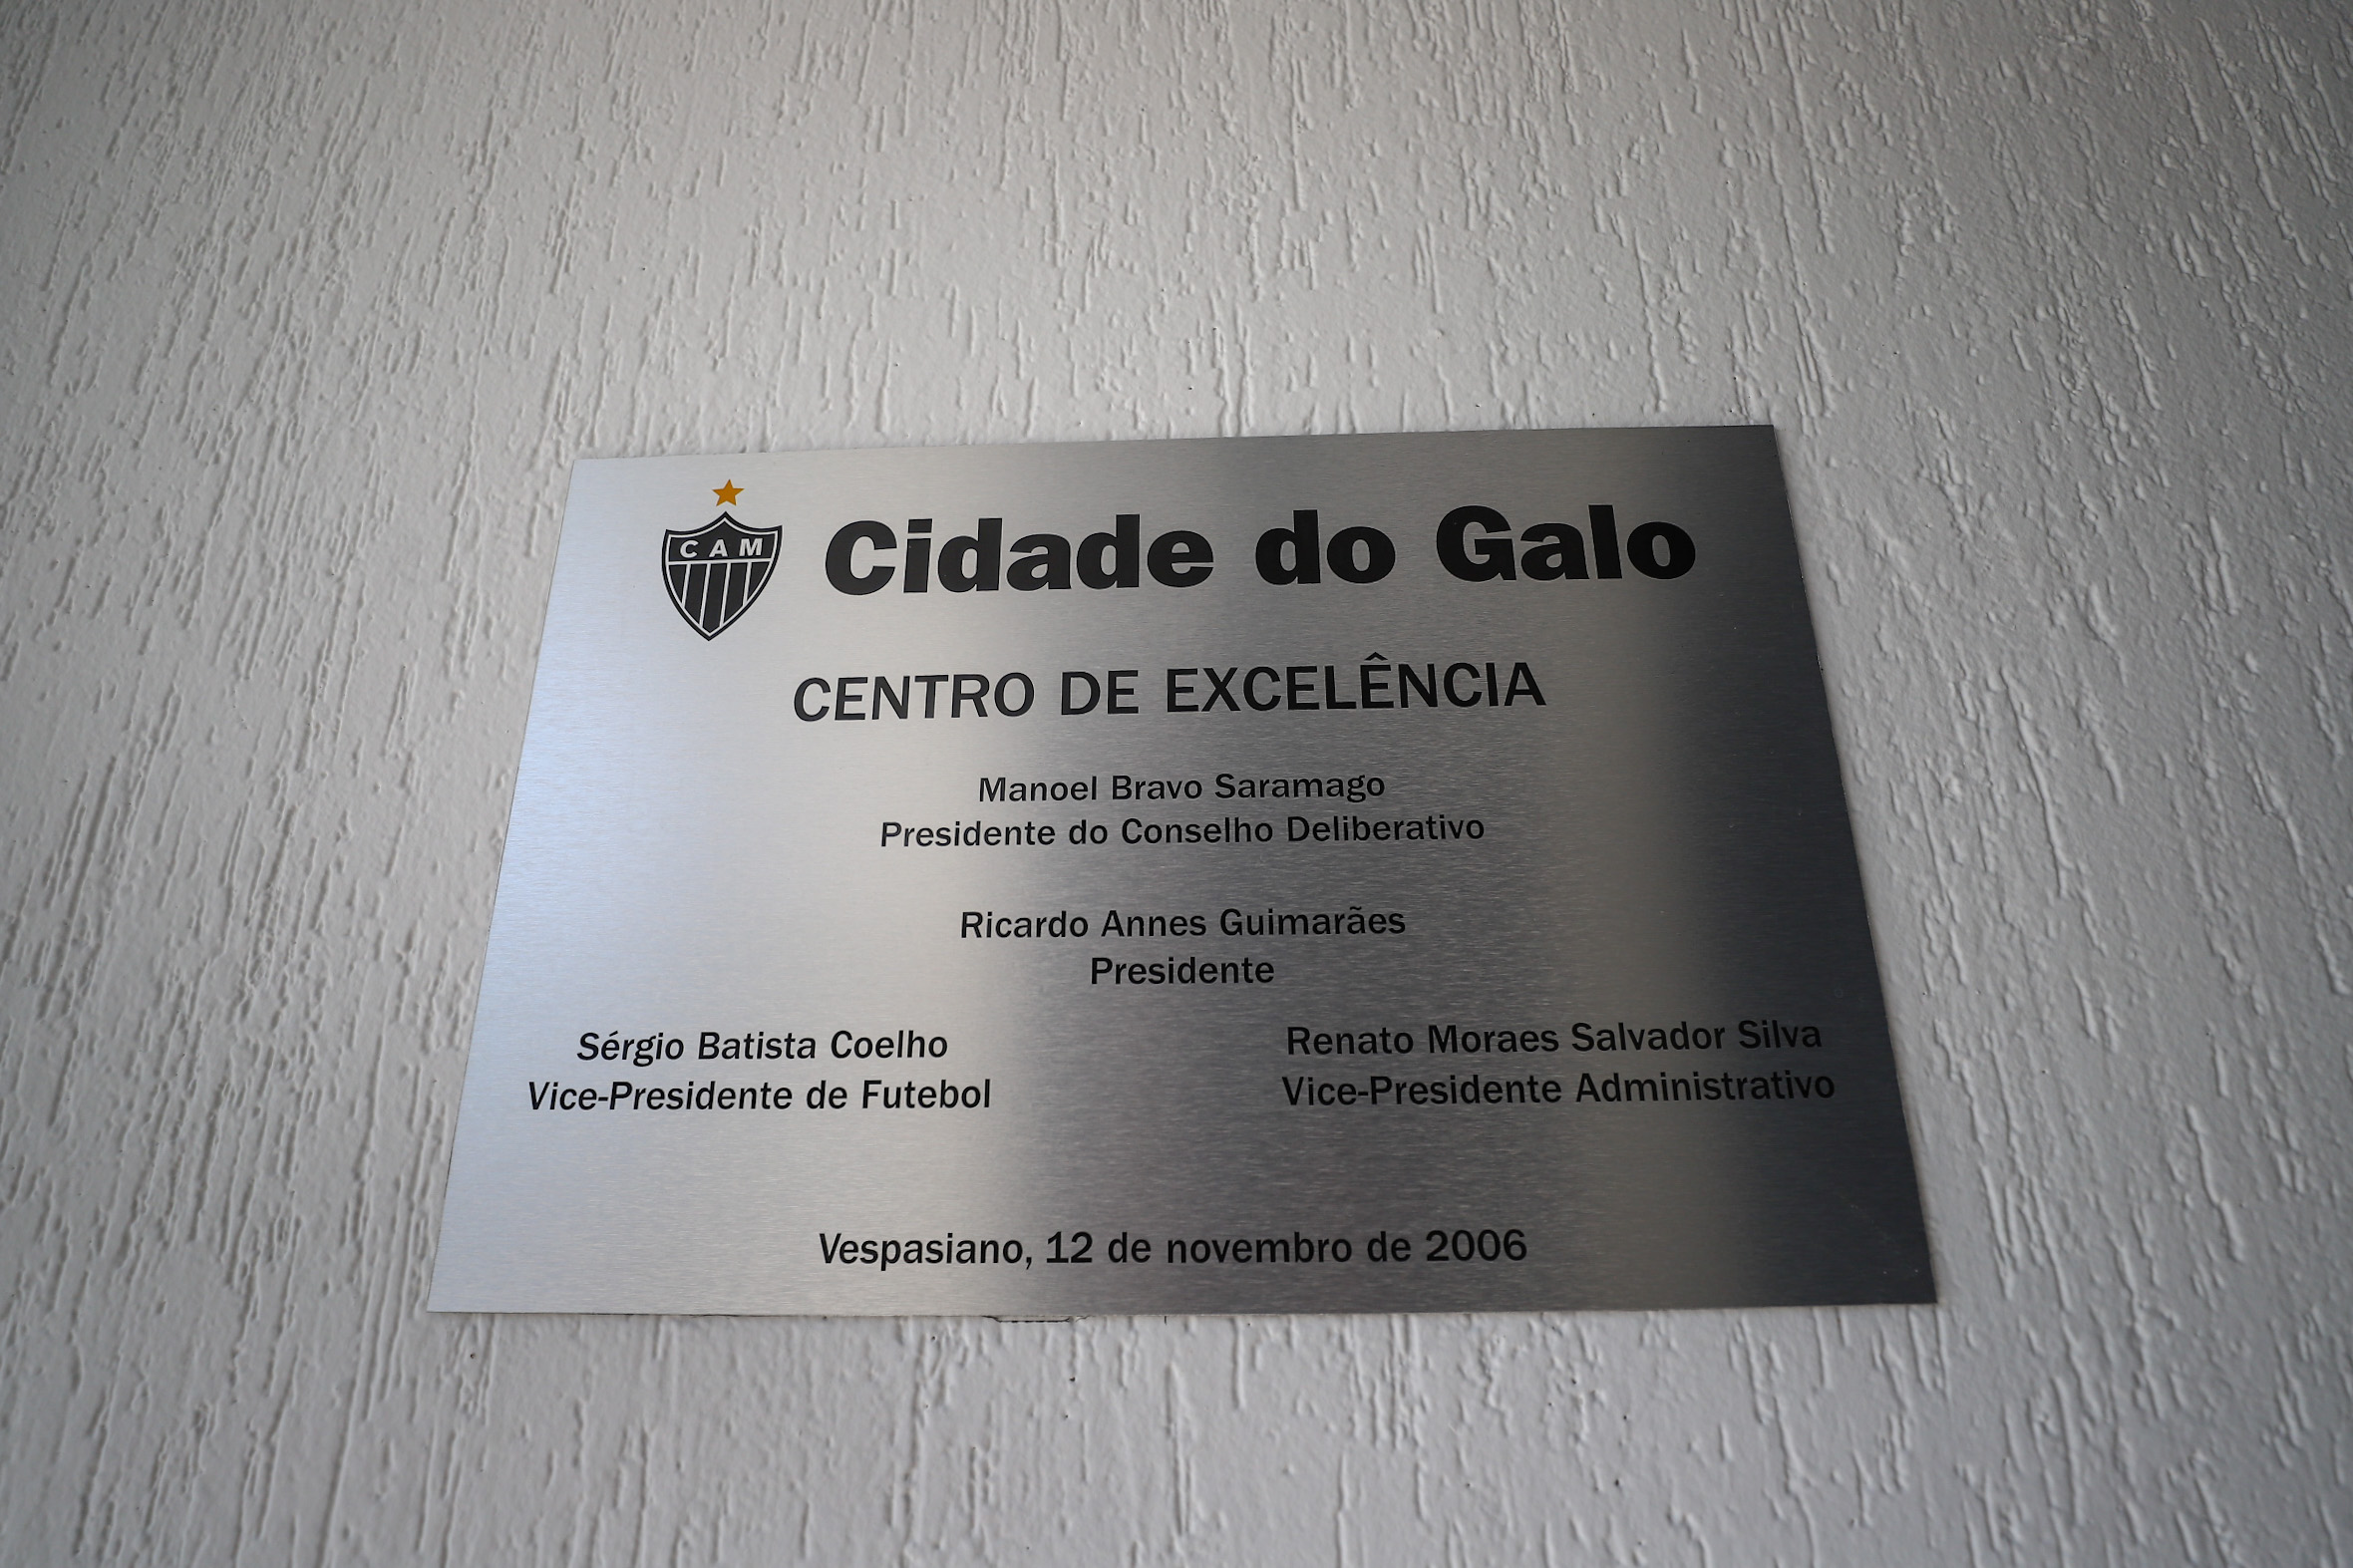 CAM
Cidade do Galo
CENTRO DE EXCELÊNCIA
Manoel Bravo Saramago
Presidente do Conselho Deliberativo
Ricardo Annes Guimarães
Presidente
Sérgio Batista Coelho
Vice-Presidente de Futebol
Renato Moraes Salvador Silva
Vice-Presidente Administrativo
Vespasiano, 12 de novembro de 2006